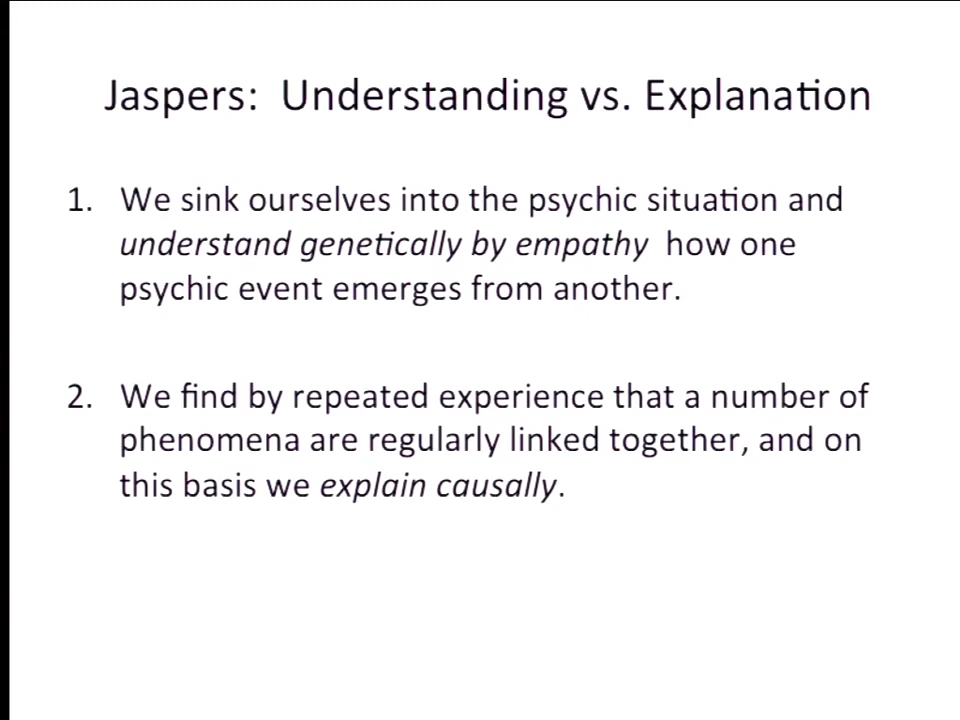 Jaspers: Understanding vs. Explanation
1. We sink ourselves into the psychic situation and
understand genetically by empathy how one
psychic event emerges from another.
2. We find by repeated experience that a number of
phenomena are regularly linked together, and on
this basis we explain causally.